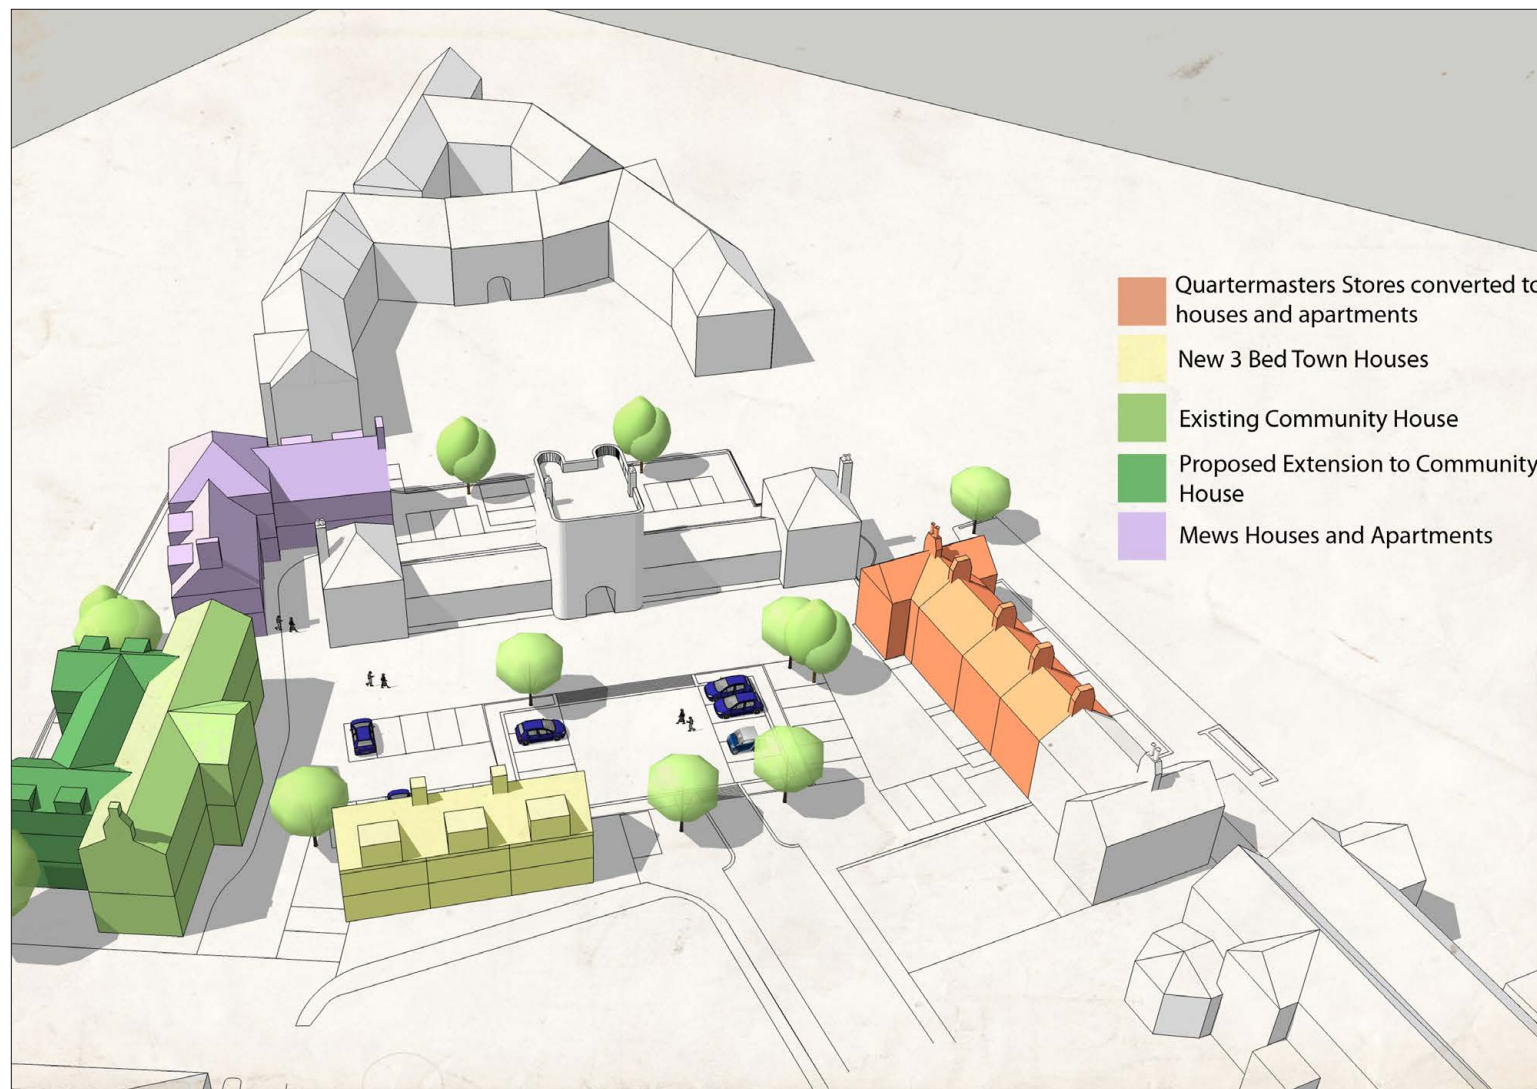 Quartermasters Stores converted to
houses and apartments
New 3 Bed Town Houses
Existing Community House
Proposed Extension to Community
House
Mews Houses and Apartments